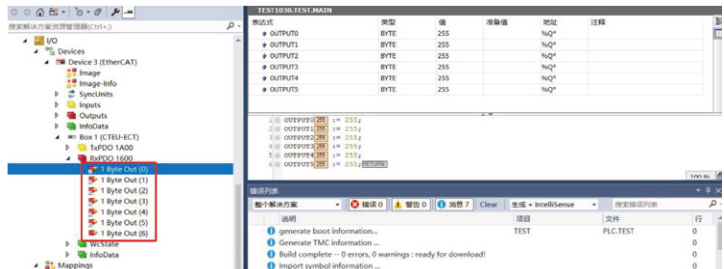 搜索解决方案资源管理器(Ctrl+;)
I/O
Devices
Device 3 (EtherCAT)
Image
Image-Info
SyncUnits
Inputs
Outputs
InfoData
Box 1 (CTEU-ECT)
TxPDO 1A00
RxPDO 1600
1 Byte Out (0)
1 Byte Out (1)
1 Byte Out (2)
1 Byte Out (3)
1 Byte Out (4)
1 Byte Out (5)
1 Byte Out (6)
WcState
InfoData
Mappings
TEST1030.TEST.MAIN
表达式 类型 值 准备值 地址 注释
OUTPUT0 BYTE 255 %Q*
OUTPUT1 BYTE 255 %Q*
OUTPUT2 BYTE 255 %Q*
OUTPUT3 BYTE 255 %Q*
OUTPUT4 BYTE 255 %Q*
OUTPUT5 BYTE 255 %Q*
1 OUTPUT0 255 := 255;
2 OUTPUT1 255 := 255;
3 OUTPUT2 255 := 255;
4 OUTPUT3 255 := 255;
5 OUTPUT4 255 := 255;
6 OUTPUT5 255 := 255; RETURN
100 %
错误列表
整个解决方案 错误 0 警告 0 消息 7 Clear 生成 + IntelliSense 搜索错误列表
说明 项目 文件 行
generate boot information... TEST PLC.TEST 0
Generate TMC information... 0
Build complete -- 0 errors, 0 warnings : ready for download! 0
Import symbol information ... 0